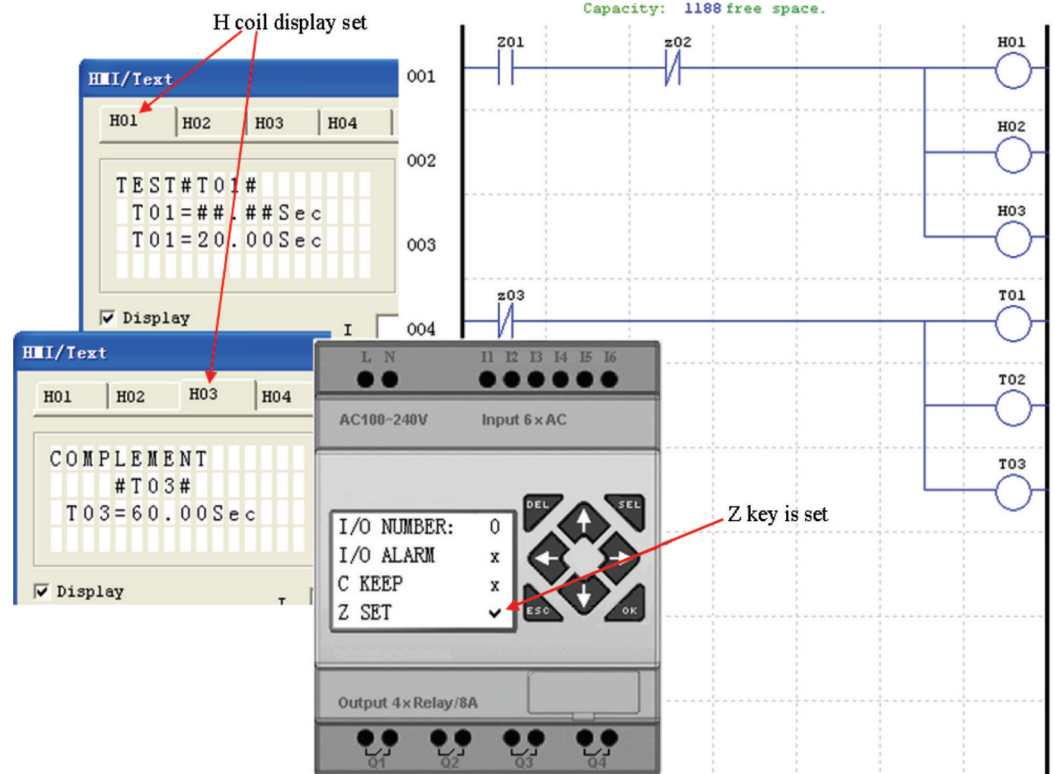 Capacity: 1188 free space.
H coil display set
HMI/Text
H01 H02 H03 H04
TEST#T01#
T01=##.##Sec
T01=20.00Sec
Display
I
HMI/Text
H01 H02 H03 H04
COMPLEMENT
#T03#
T03=60.00Sec
Display
I
001
002
003
004
Z01 z02 H01
H02
H03
z03 T01
T02
T03
L N I1 I2 I3 I4 I5 I6
AC100~240V Input 6×AC
I/O NUMBER: 0
I/O ALARM x
C KEEP x
Z SET ✓
DEL SEL
ESC OK
Z key is set
Output 4×Relay/8A
Q1 Q2 Q3 Q4